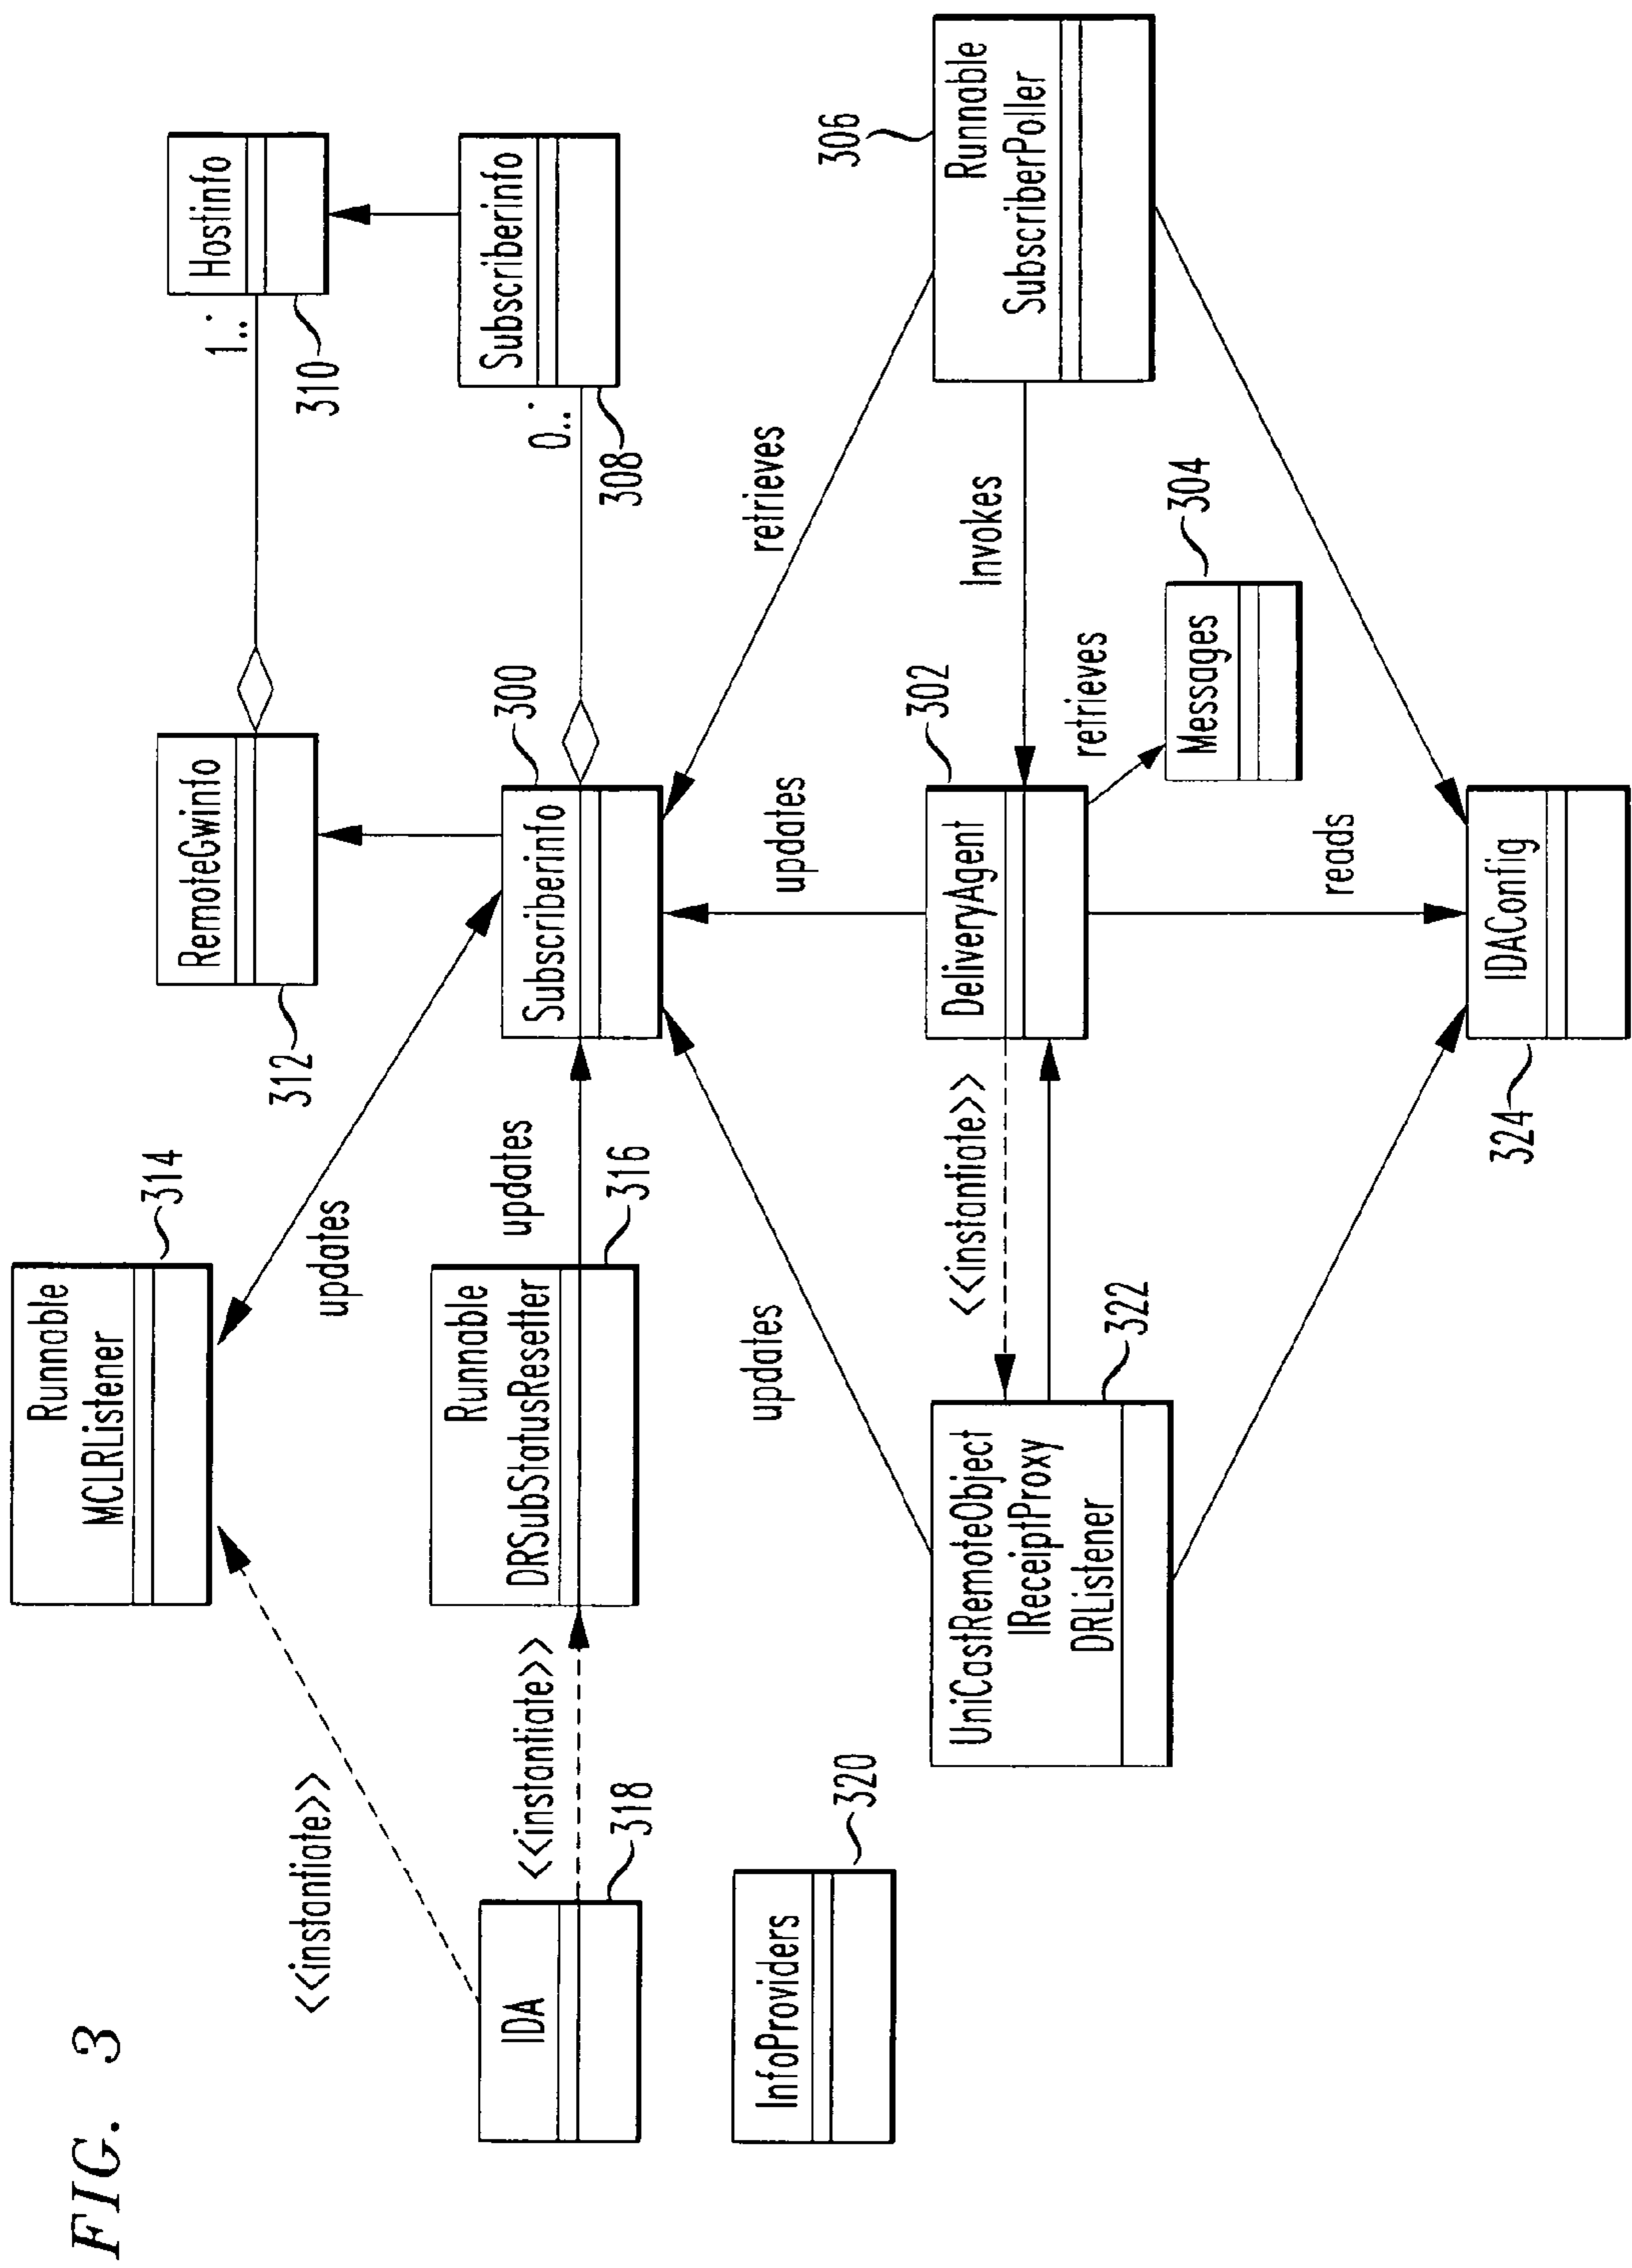 FIG. 3
Runnable
MCLRListener
314
RemoteGwinfo
312
Hostinfo
1..*
310
<<instantiate>>
updates
IDA
318
<<instantiate>>
Runnable
DRSubStatusResetter
316
updates
Subscriberinfo
300
0..*
Subscriberinfo
308
InfoProviders
320
updates
updates
retrieves
UniCastRemoteObject
IReceiptProxy
DRListener
322
<<instantiate>>
DeliveryAgent
302
Invokes
Runnable
SubscriberPoller
306
retrieves
Messages
304
reads
IDAConfig
324